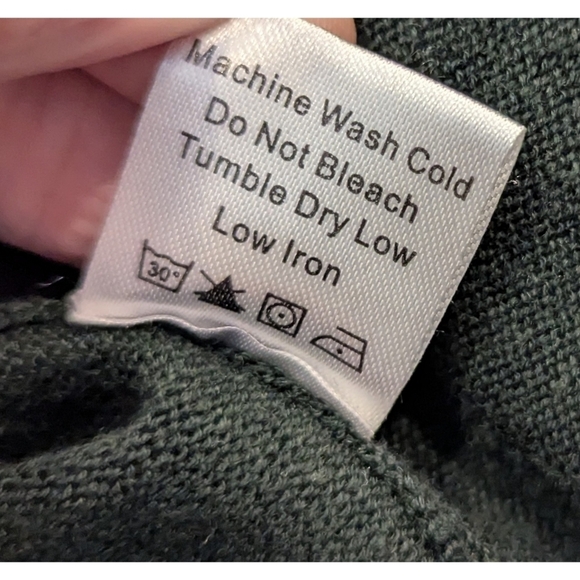 Machine Wash Cold
Do Not Bleach
Tumble Dry Low
Low Iron
30°